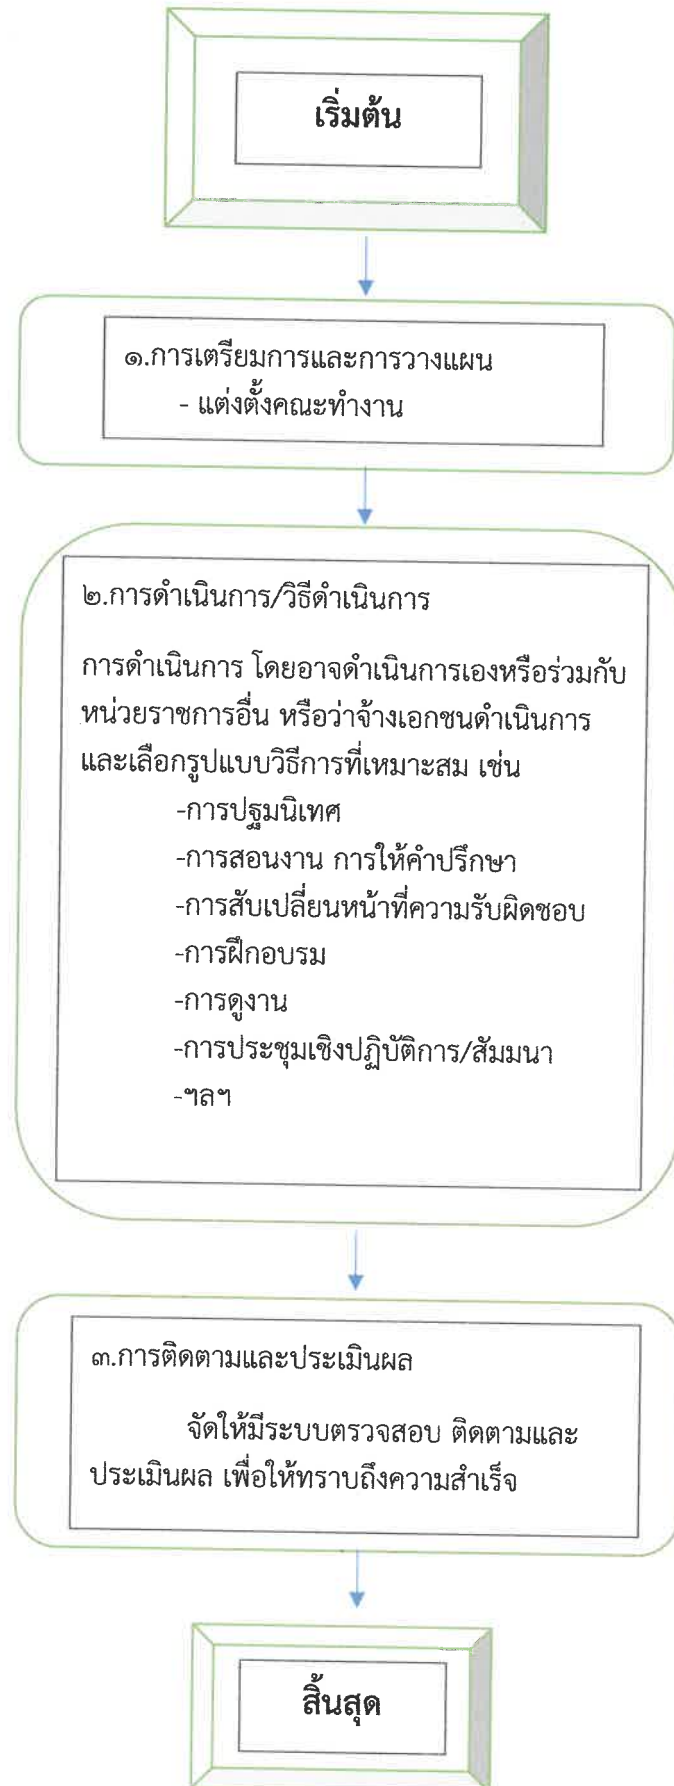 เริ่มต้น
๑.การเตรียมการและการวางแผน
- แต่งตั้งคณะทำงาน
๒.การดำเนินการ/วิธีดำเนินการ
การดำเนินการ โดยอาจดำเนินการเองหรือร่วมกับ
หน่วยราชการอื่น หรือว่าจ้างเอกชนดำเนินการ
และเลือกรูปแบบวิธีการที่เหมาะสม เช่น
-การปฐมนิเทศ
-การสอนงาน การให้คำปรึกษา
-การสับเปลี่ยนหน้าที่ความรับผิดชอบ
-การฝึกอบรม
-การดูงาน
-การประชุมเชิงปฏิบัติการ/สัมมนา
-ฯลฯ
๓.การติดตามและประเมินผล
จัดให้มีระบบตรวจสอบ ติดตามและ
ประเมินผล เพื่อให้ทราบถึงความสำเร็จ
สิ้นสุด